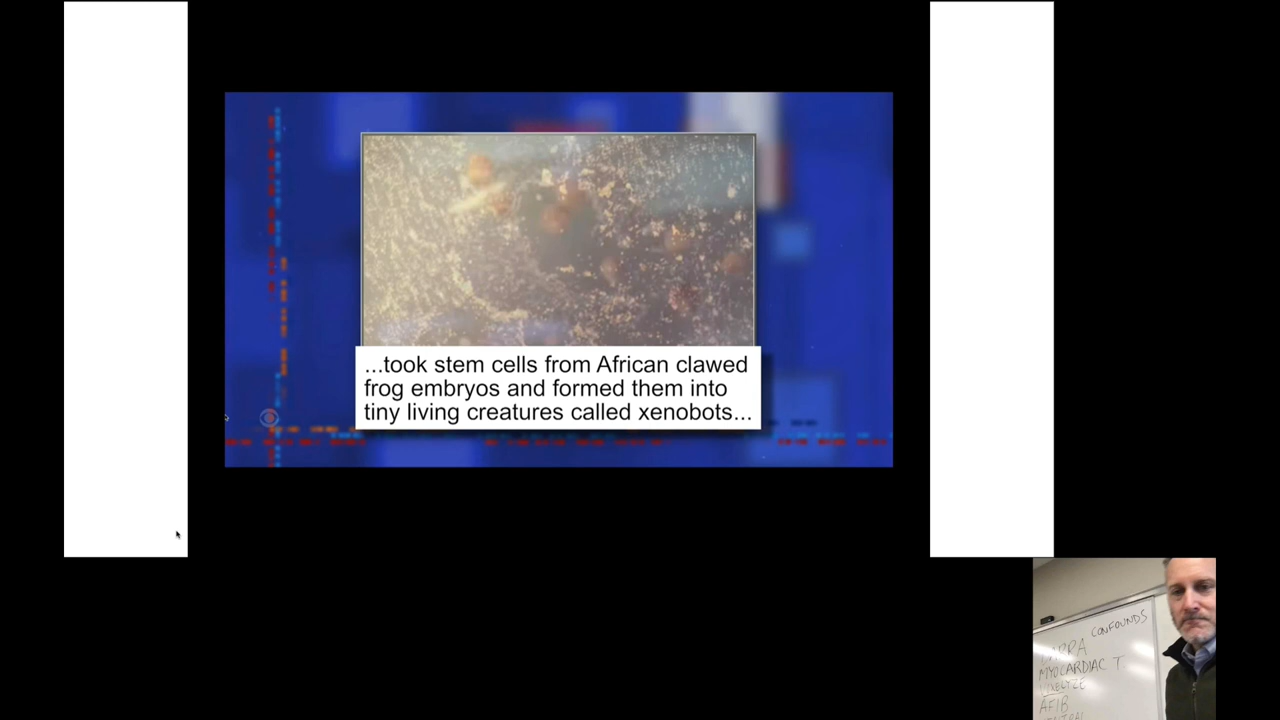 ...took stem cells from African clawed
frog embryos and formed them into
tiny living creatures called xenobots...
CONFOUNDS
MYOCARDIAC T
AFIB